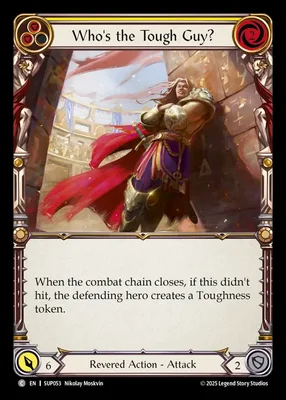 Who's the Tough Guy?
When the combat chain closes, if this didn't
hit, the defending hero creates a Toughness
token.
6
Revered Action - Attack
2
C EN | SUP053 Nikolay Moskvin
© 2025 Legend Story Studios